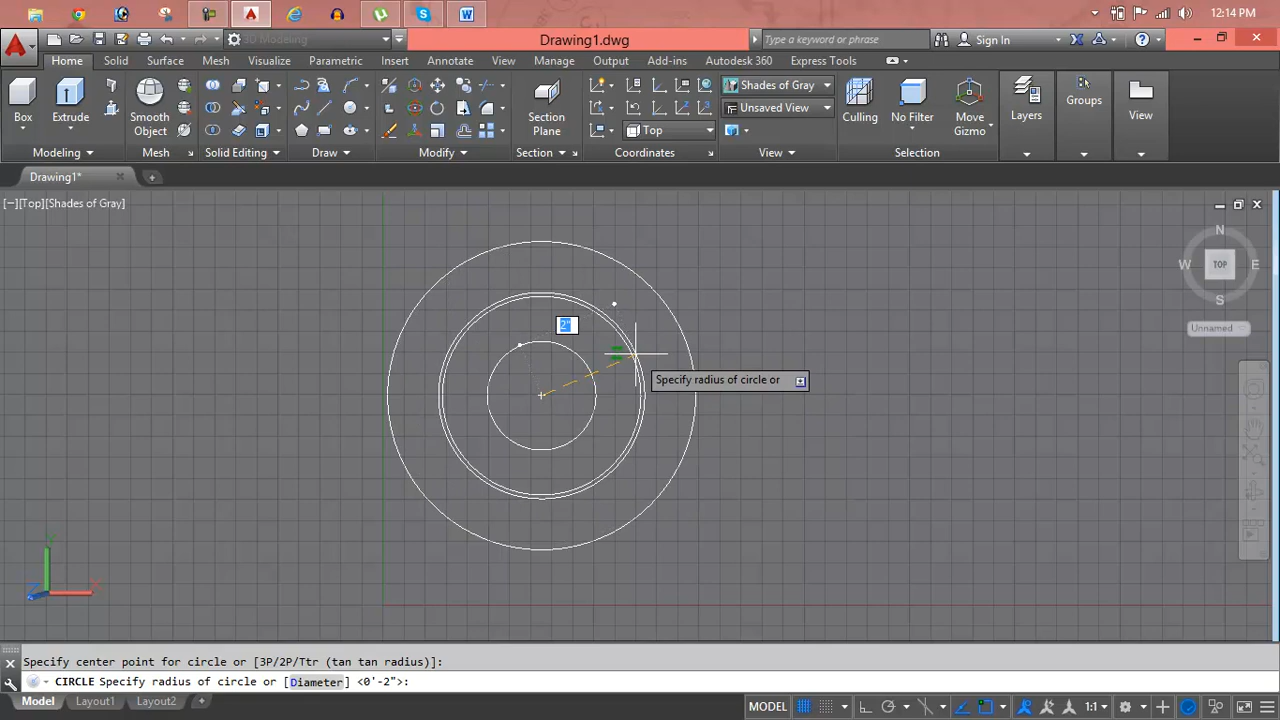 12:14 PM
3D Modeling
Drawing1.dwg
Type a keyword or phrase
Sign In
Home Solid Surface Mesh Visualize Parametric Insert Annotate View Manage Output Add-ins Autodesk 360 Express Tools
Shades of Gray
Unsaved View
Top
Box
Extrude
Smooth
Object
Section
Plane
Culling
No Filter
Move
Gizmo
Layers
Groups
View
Modeling
Mesh
Solid Editing
Draw
Modify
Section
Coordinates
View
Selection
Drawing1*
[−][Top][Shades of Gray]
N
W
TOP
E
S
Unnamed
2"
Specify radius of circle or
Y
X
Z
Specify center point for circle or [3P/2P/Ttr (tan tan radius)]:
CIRCLE Specify radius of circle or [Diameter] <0'-2">:
Model Layout1 Layout2
MODEL
1:1